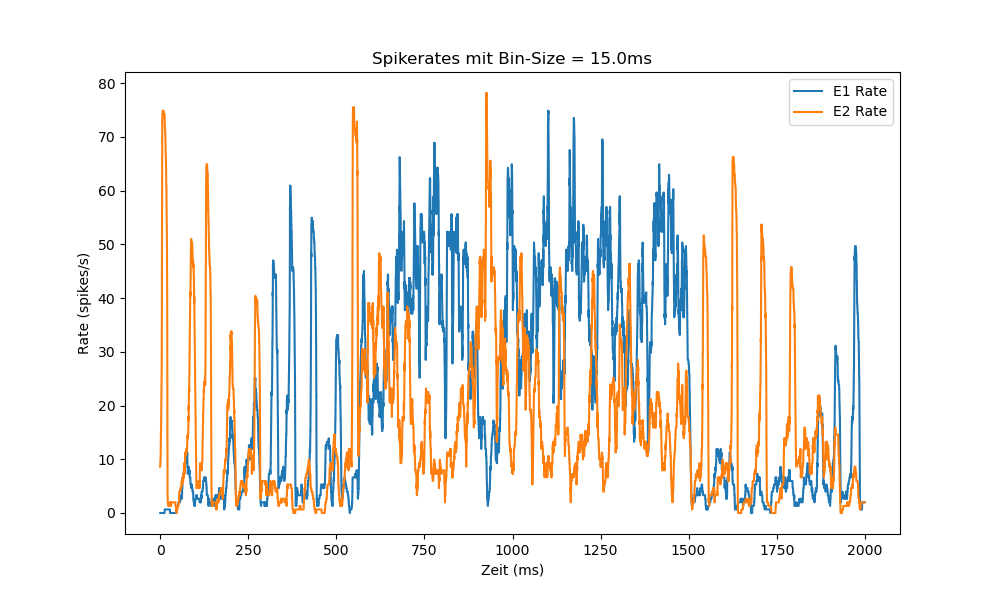 Spikerates mit Bin-Size = 15.0ms
E1 Rate
E2 Rate
Rate (spikes/s)
80
70
60
50
40
30
20
10
0
0 250 500 750 1000 1250 1500 1750 2000
Zeit (ms)